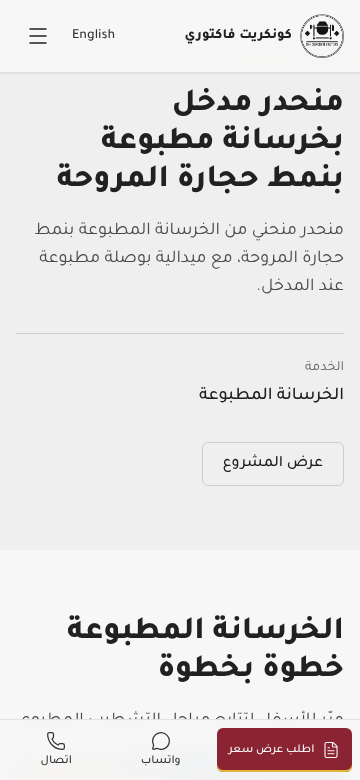 كونكريت فاكتوري
English
منحدر مدخل
بخرسانة مطبوعة
بنمط حجارة المروحة
منحدر منحني من الخرسانة المطبوعة بنمط
حجارة المروحة، مع ميدالية بوصلة مطبوعة
عند المدخل.
الخدمة
الخرسانة المطبوعة
عرض المشروع
الخرسانة المطبوعة
خطوة بخطوة
اطلب عرض سعر
واتساب
اتصال